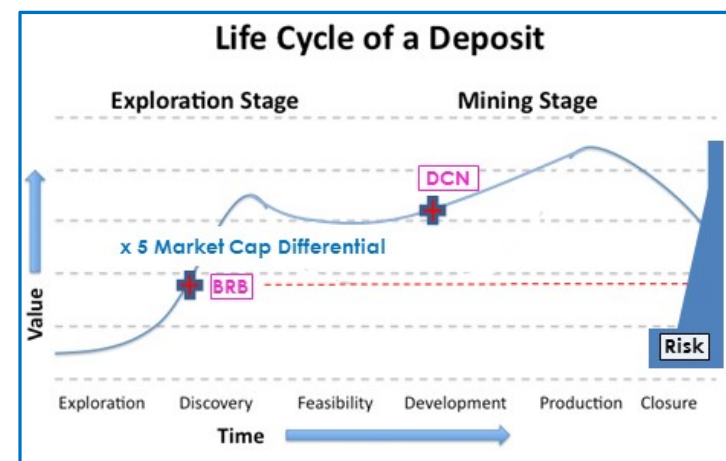 Life Cycle of a Deposit
Exploration Stage Mining Stage
DCN
x 5 Market Cap Differential
BRB
Value
Risk
Exploration Discovery Feasibility Development Production Closure
Time